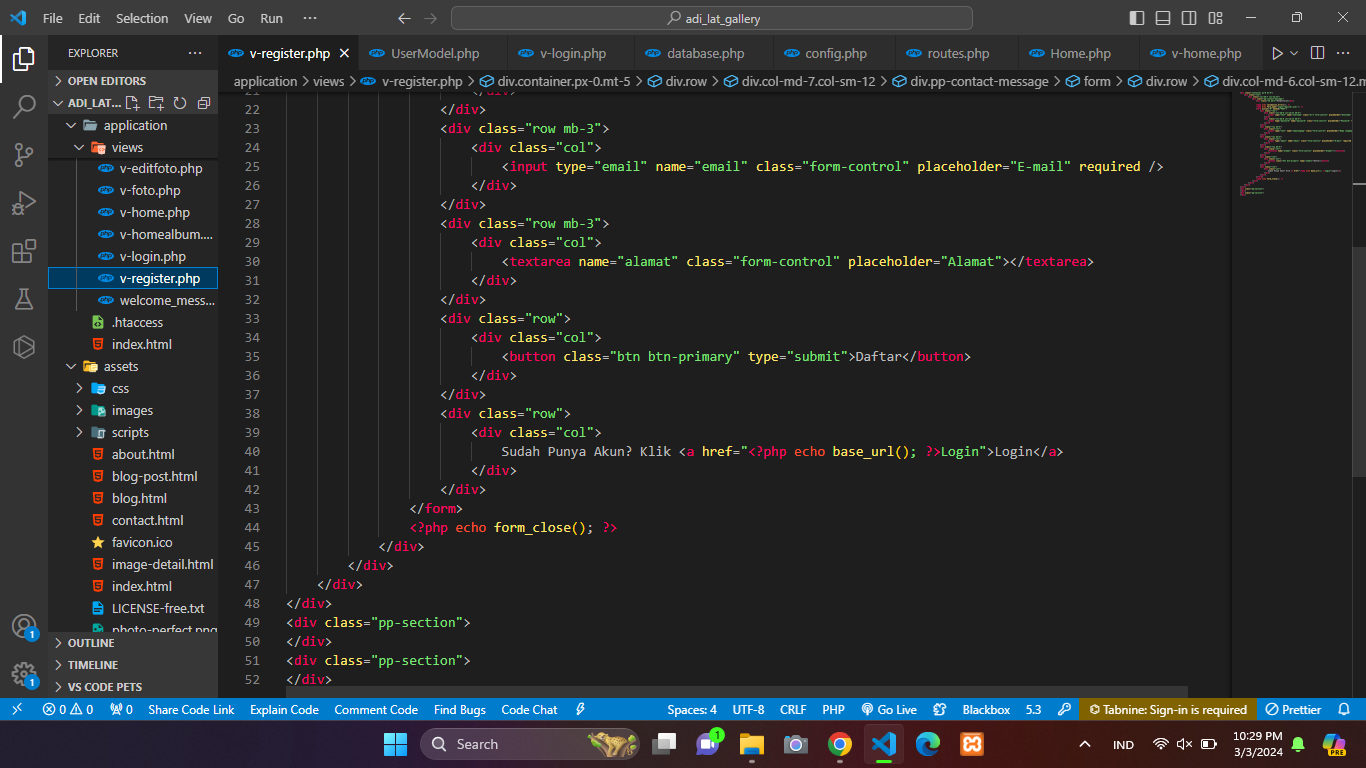 File Edit Selection View Go Run ··· adi_lat_gallery
EXPLORER ···
v-register.php UserModel.php v-login.php database.php config.php routes.php Home.php v-home.php ···
application > views > v-register.php > div.container.px-0.mt-5 > div.row > div.col-md-7.col-sm-12 > div.pp-contact-message > form > div.row > div.col-md-6.col-sm-12.m
OPEN EDITORS
ADI_LAT...
application
views
v-editfoto.php
v-foto.php
v-home.php
v-homealbum....
v-login.php
v-register.php
welcome_mess...
.htaccess
index.html
assets
css
images
scripts
about.html
blog-post.html
blog.html
contact.html
favicon.ico
image-detail.html
index.html
LICENSE-free.txt
photo-perfect.png
OUTLINE
TIMELINE
VS CODE PETS
21 </div>
22 </div>
23 <div class="row mb-3">
24 <div class="col">
25 <input type="email" name="email" class="form-control" placeholder="E-mail" required />
26 </div>
27 </div>
28 <div class="row mb-3">
29 <div class="col">
30 <textarea name="alamat" class="form-control" placeholder="Alamat"></textarea>
31 </div>
32 </div>
33 <div class="row">
34 <div class="col">
35 <button class="btn btn-primary" type="submit">Daftar</button>
36 </div>
37 </div>
38 <div class="row">
39 <div class="col">
40 Sudah Punya Akun? Klik <a href="<?php echo base_url(); ?>Login">Login</a>
41 </div>
42 </div>
43 </form>
44 <?php echo form_close(); ?>
45 </div>
46 </div>
47 </div>
48 </div>
49 <div class="pp-section">
50 </div>
51 <div class="pp-section">
52 </div>
1
1
0 0 0 Share Code Link Explain Code Comment Code Find Bugs Code Chat Spaces: 4 UTF-8 CRLF PHP Go Live Blackbox 5.3 Tabnine: Sign-in is required Prettier
Search 1 IND 10:29 PM
3/3/2024
PRE